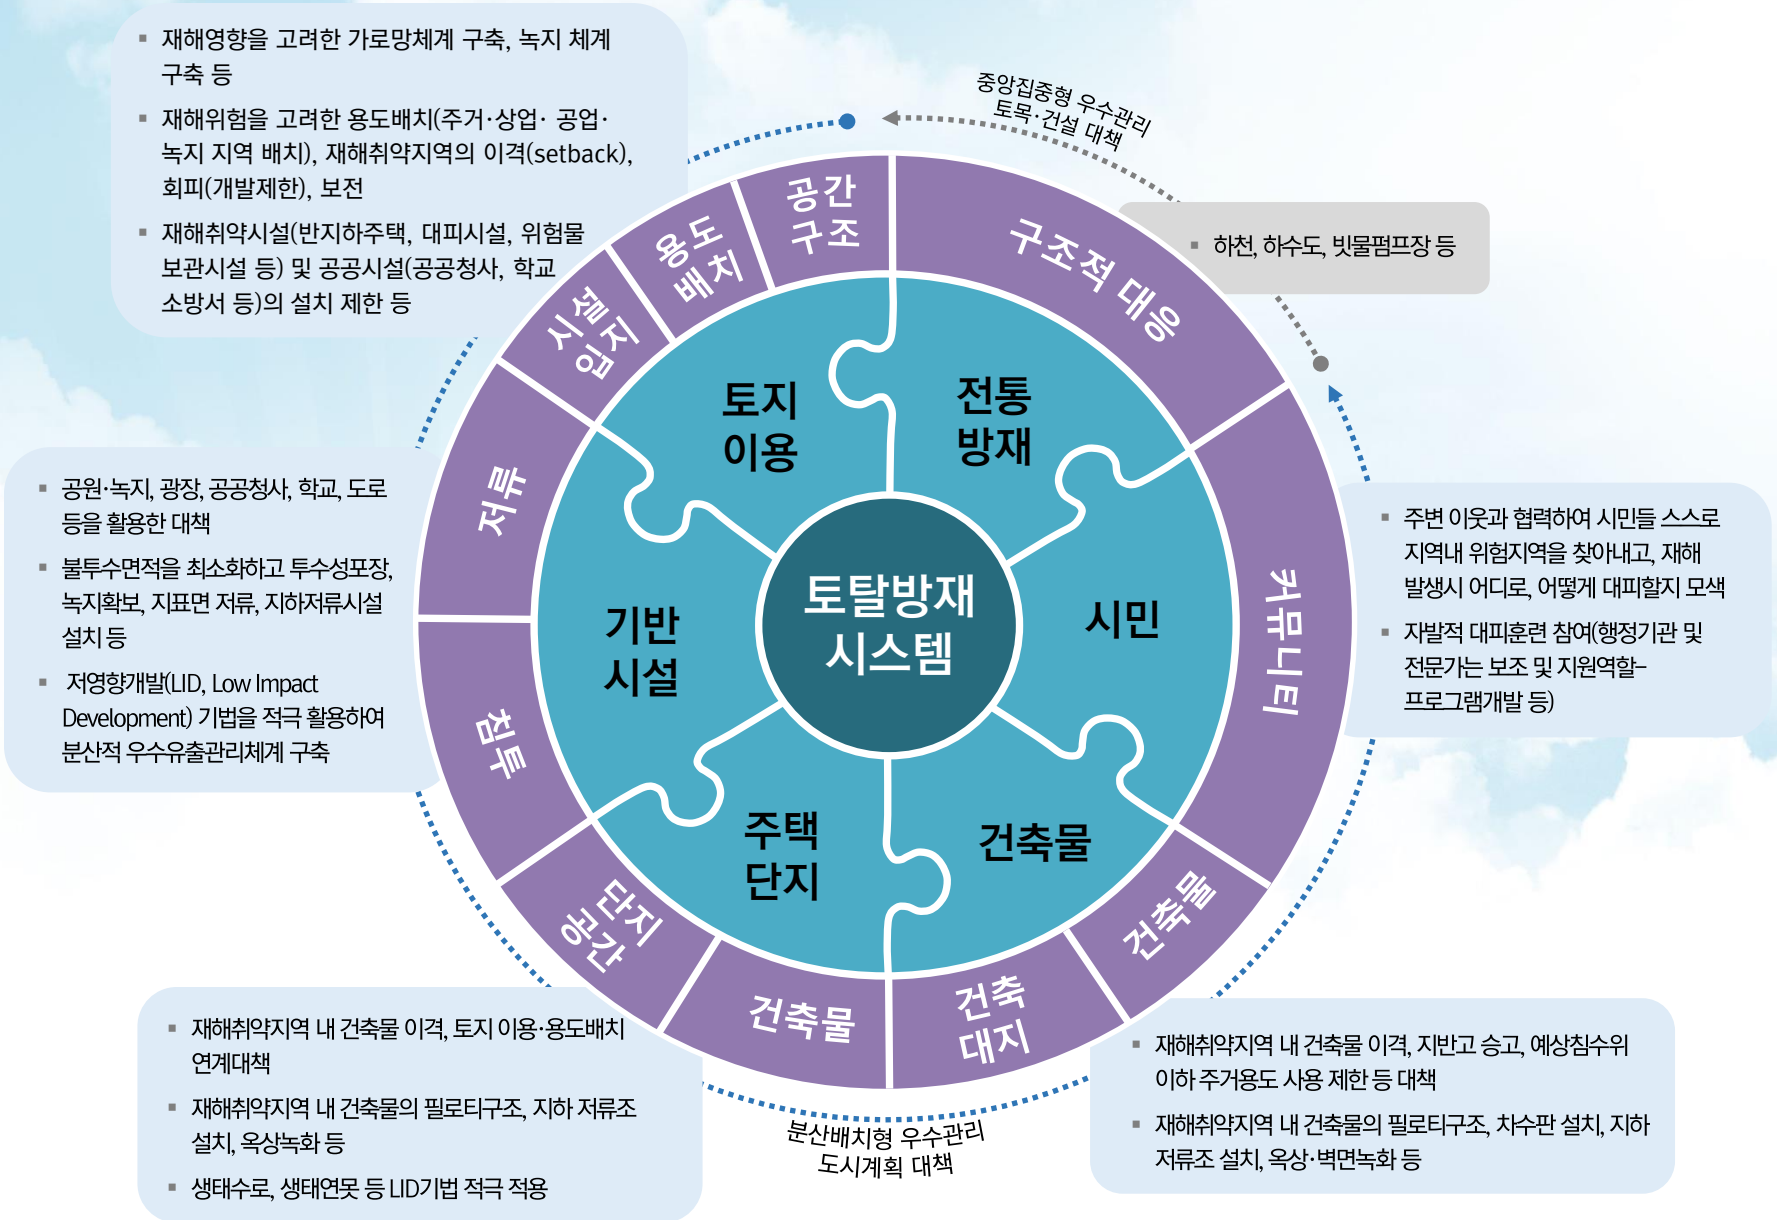 재해영향을 고려한 가로망체계 구축, 녹지 체계
구축 등
재해위험을 고려한 용도배치(주거·상업· 공업·
녹지 지역 배치), 재해취약지역의 이격(setback),
회피(개발제한), 보전
재해취약시설(반지하주택, 대피시설, 위험물
보관시설 등) 및 공공시설(공공청사, 학교
소방서 등)의 설치 제한 등
중앙집중형 우수관리
토목·건설 대책
하천, 하수도, 빗물펌프장 등
공간
구조
용도
배치
시설
입지
구조적 대응
저류
침투
커뮤니티
단지
공간
건축물
건축
대지
건축물
토지
이용
전통
방재
기반
시설
시민
주택
단지
건축물
토탈방재
시스템
공원·녹지, 광장, 공공청사, 학교, 도로
등을 활용한 대책
불투수면적을 최소화하고 투수성포장,
녹지확보, 지표면 저류, 지하저류시설
설치 등
저영향개발(LID, Low Impact
Development) 기법을 적극 활용하여
분산적 우수유출관리체계 구축
주변 이웃과 협력하여 시민들 스스로
지역내 위험지역을 찾아내고, 재해
발생시 어디로, 어떻게 대피할지 모색
자발적 대피훈련 참여(행정기관 및
전문가는 보조 및 지원역할–
프로그램개발 등)
재해취약지역 내 건축물 이격, 토지 이용·용도배치
연계대책
재해취약지역 내 건축물의 필로티구조, 지하 저류조
설치, 옥상녹화 등
생태수로, 생태연못 등 LID기법 적극 적용
분산배치형 우수관리
도시계획 대책
재해취약지역 내 건축물 이격, 지반고 승고, 예상침수위
이하 주거용도 사용 제한 등 대책
재해취약지역 내 건축물의 필로티구조, 차수판 설치, 지하
저류조 설치, 옥상·벽면녹화 등